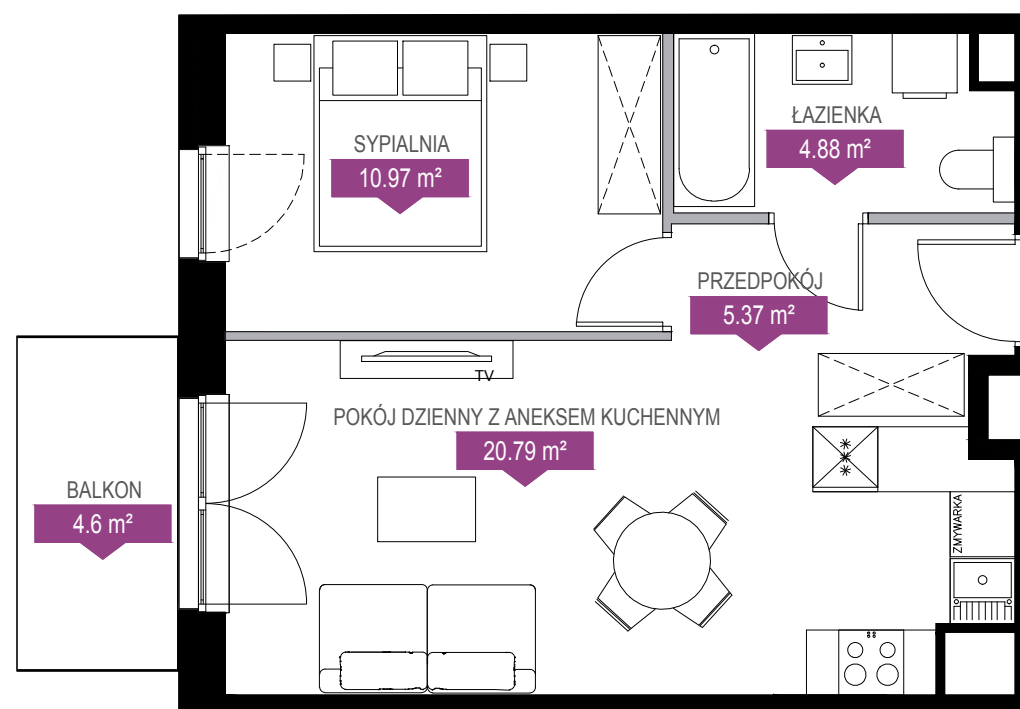 SYPIALNIA
10.97 m²
ŁAZIENKA
4.88 m²
PRZEDPOKÓJ
5.37 m²
TV
POKÓJ DZIENNY Z ANEKSEM KUCHENNYM
20.79 m²
BALKON
4.6 m²
ZMYWARKA